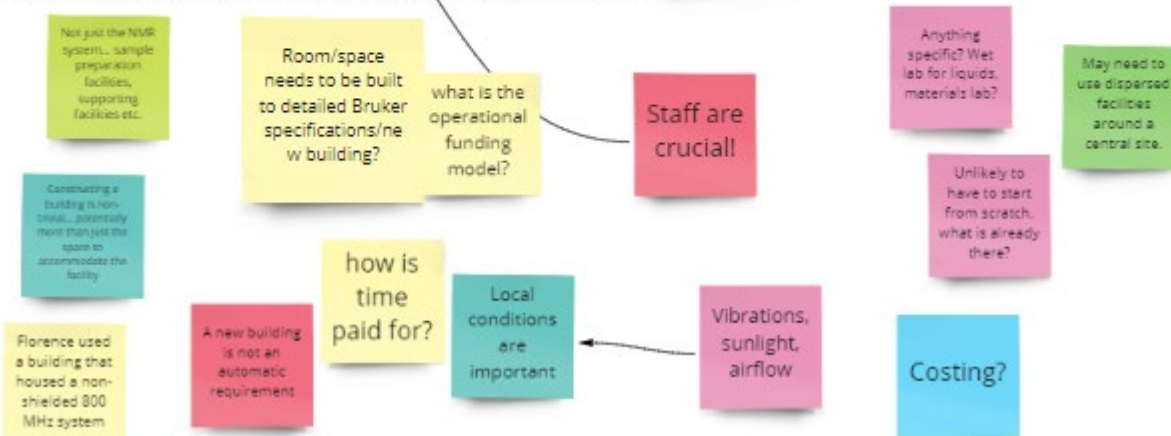 Not just the NMR
system... sample
preparation
facilities,
supporting
facilities etc.
Room/space
needs to be built
to detailed Bruker
specifications/ne
w building?
what is the
operational
funding
model?
Staff are
crucial!
Anything
specific? Wet
lab for liquids,
materials lab?
May need to
use dispersed
facilities
around a
central site.
Constructing a
building is non-
trivial... potentially
more than just the
space to
accommodate the
facility
how is
time
paid for?
Local
conditions
are
important
Vibrations,
sunlight,
airflow
Unlikely to
have to start
from scratch.
what is already
there?
Florence used
a building that
housed a non-
shielded 800
MHz system
A new building
is not an
automatic
requirement
Costing?